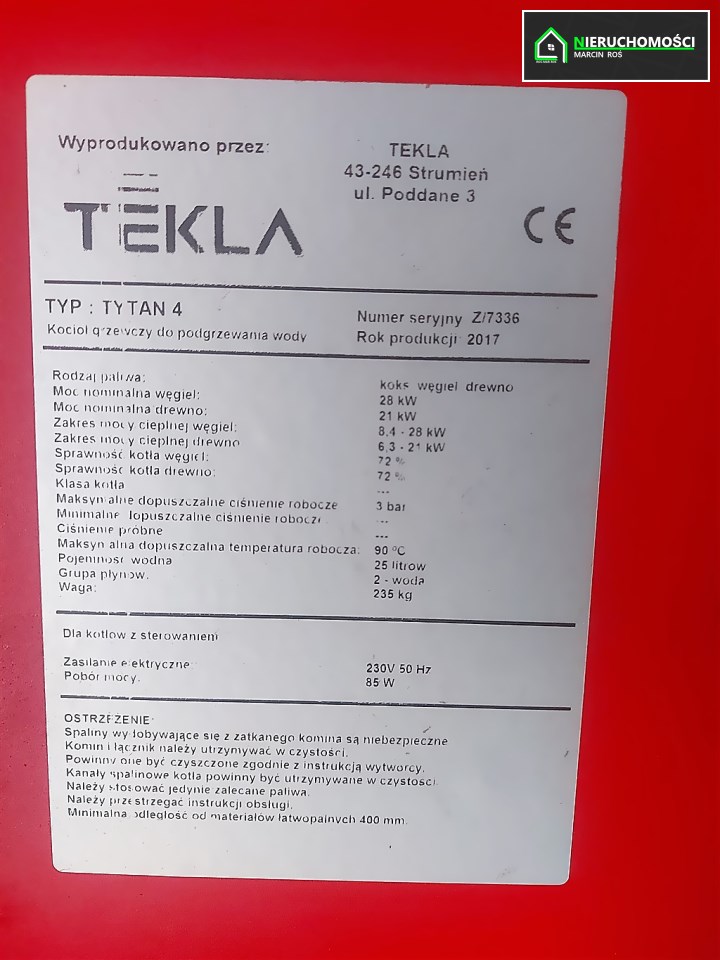 NIERUCHOMOŚCI
MARCIN ROŚ
Wyprodukowano przez:
TEKLA
43-246 Strumień
ul. Poddane 3
TEKLA
CE
TYP : TYTAN 4
Kocioł grzewczy do podgrzewania wody
Numer seryjny Z/7336
Rok produkcji 2017
Rodzaj paliwa: koks węgiel drewno
Moc nominalna węgiel: 28 kW
Moc nominalna drewno: 21 kW
Zakres mocy cieplnej węgiel: 8,4 - 28 kW
Zakres mocy cieplnej drewno 6,3 - 21 kW
Sprawność kotła węgiel: 72 %
Sprawność kotła drewno: 72 %
Klasa kotła ---
Maksymalne dopuszczalne ciśnienie robocze 3 bar
Minimalne dopuszczalne ciśnienie robocze ---
Ciśnienie próbne ---
Maksymalna dopuszczalna temperatura robocza: 90 °C
Pojemność wodna 25 litrow
Grupa płynow. 2 - woda
Waga: 235 kg
Dla kotłow z sterowaniem
Zasilanie elektryczne 230V 50 Hz
Pobór mocy. 85 W
OSTRZEŻENIE
Spaliny wydobywające się z zatkanego komina są niebezpieczne
Komin i łącznik należy utrzymywać w czystości.
Powinny one być czyszczone zgodnie z instrukcją wytworcy.
Kanały spalinowe kotła powinny być utrzymywane w czystości.
Należy stosować jedynie zalecane paliwa.
Należy przestrzegać instrukcji obsługi.
Minimalna odległość od materiałów łatwopalnych 400 mm.